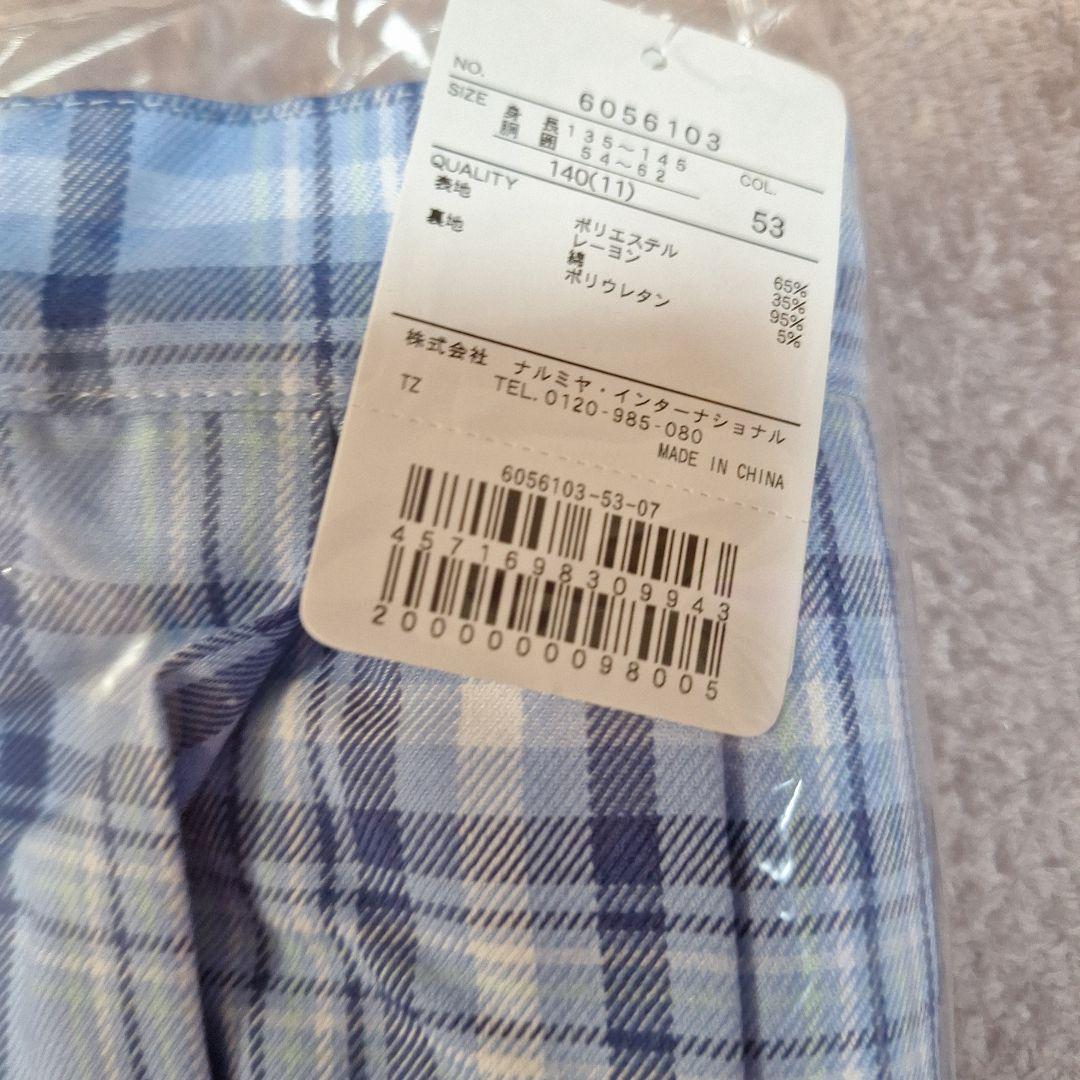 NO. 6056103
SIZE 身長 135～145 COL.
胴囲 54～62
140(11) 53
QUALITY
表地 ポリエステル 65%
レーヨン 35%
裏地 綿 95%
ポリウレタン 5%
株式会社 ナルミヤ・インターナショナル
TZ TEL.0120-985-080
MADE IN CHINA
6056103-53-07
4571698309943
2000000098005